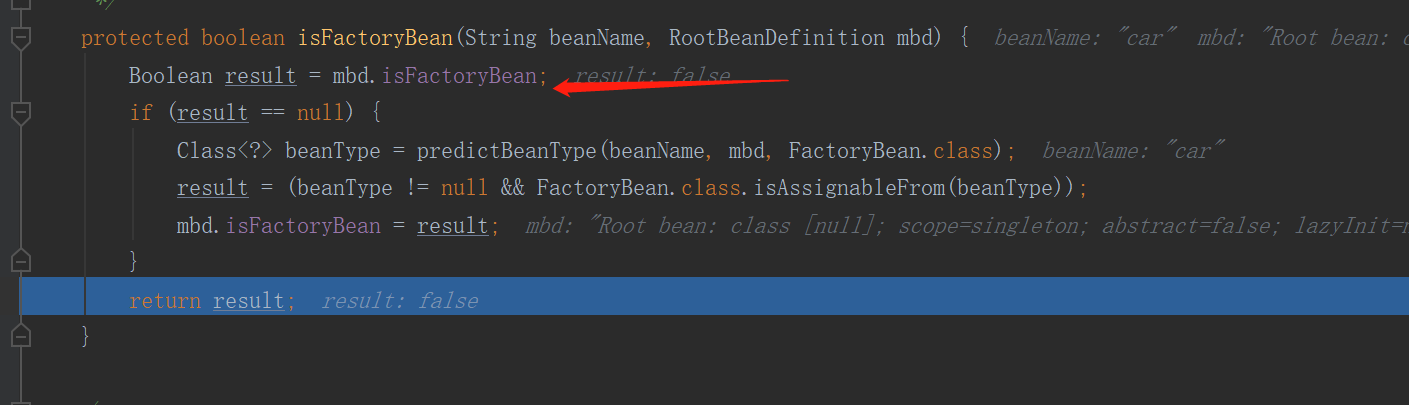 */
protected boolean isFactoryBean(String beanName, RootBeanDefinition mbd) { beanName: "car" mbd: "Root bean: c
Boolean result = mbd.isFactoryBean; result: false
if (result == null) {
Class<?> beanType = predictBeanType(beanName, mbd, FactoryBean.class); beanName: "car"
result = (beanType != null && FactoryBean.class.isAssignableFrom(beanType));
mbd.isFactoryBean = result; mbd: "Root bean: class [null]; scope=singleton; abstract=false; lazyInit=n
}
return result; result: false
}